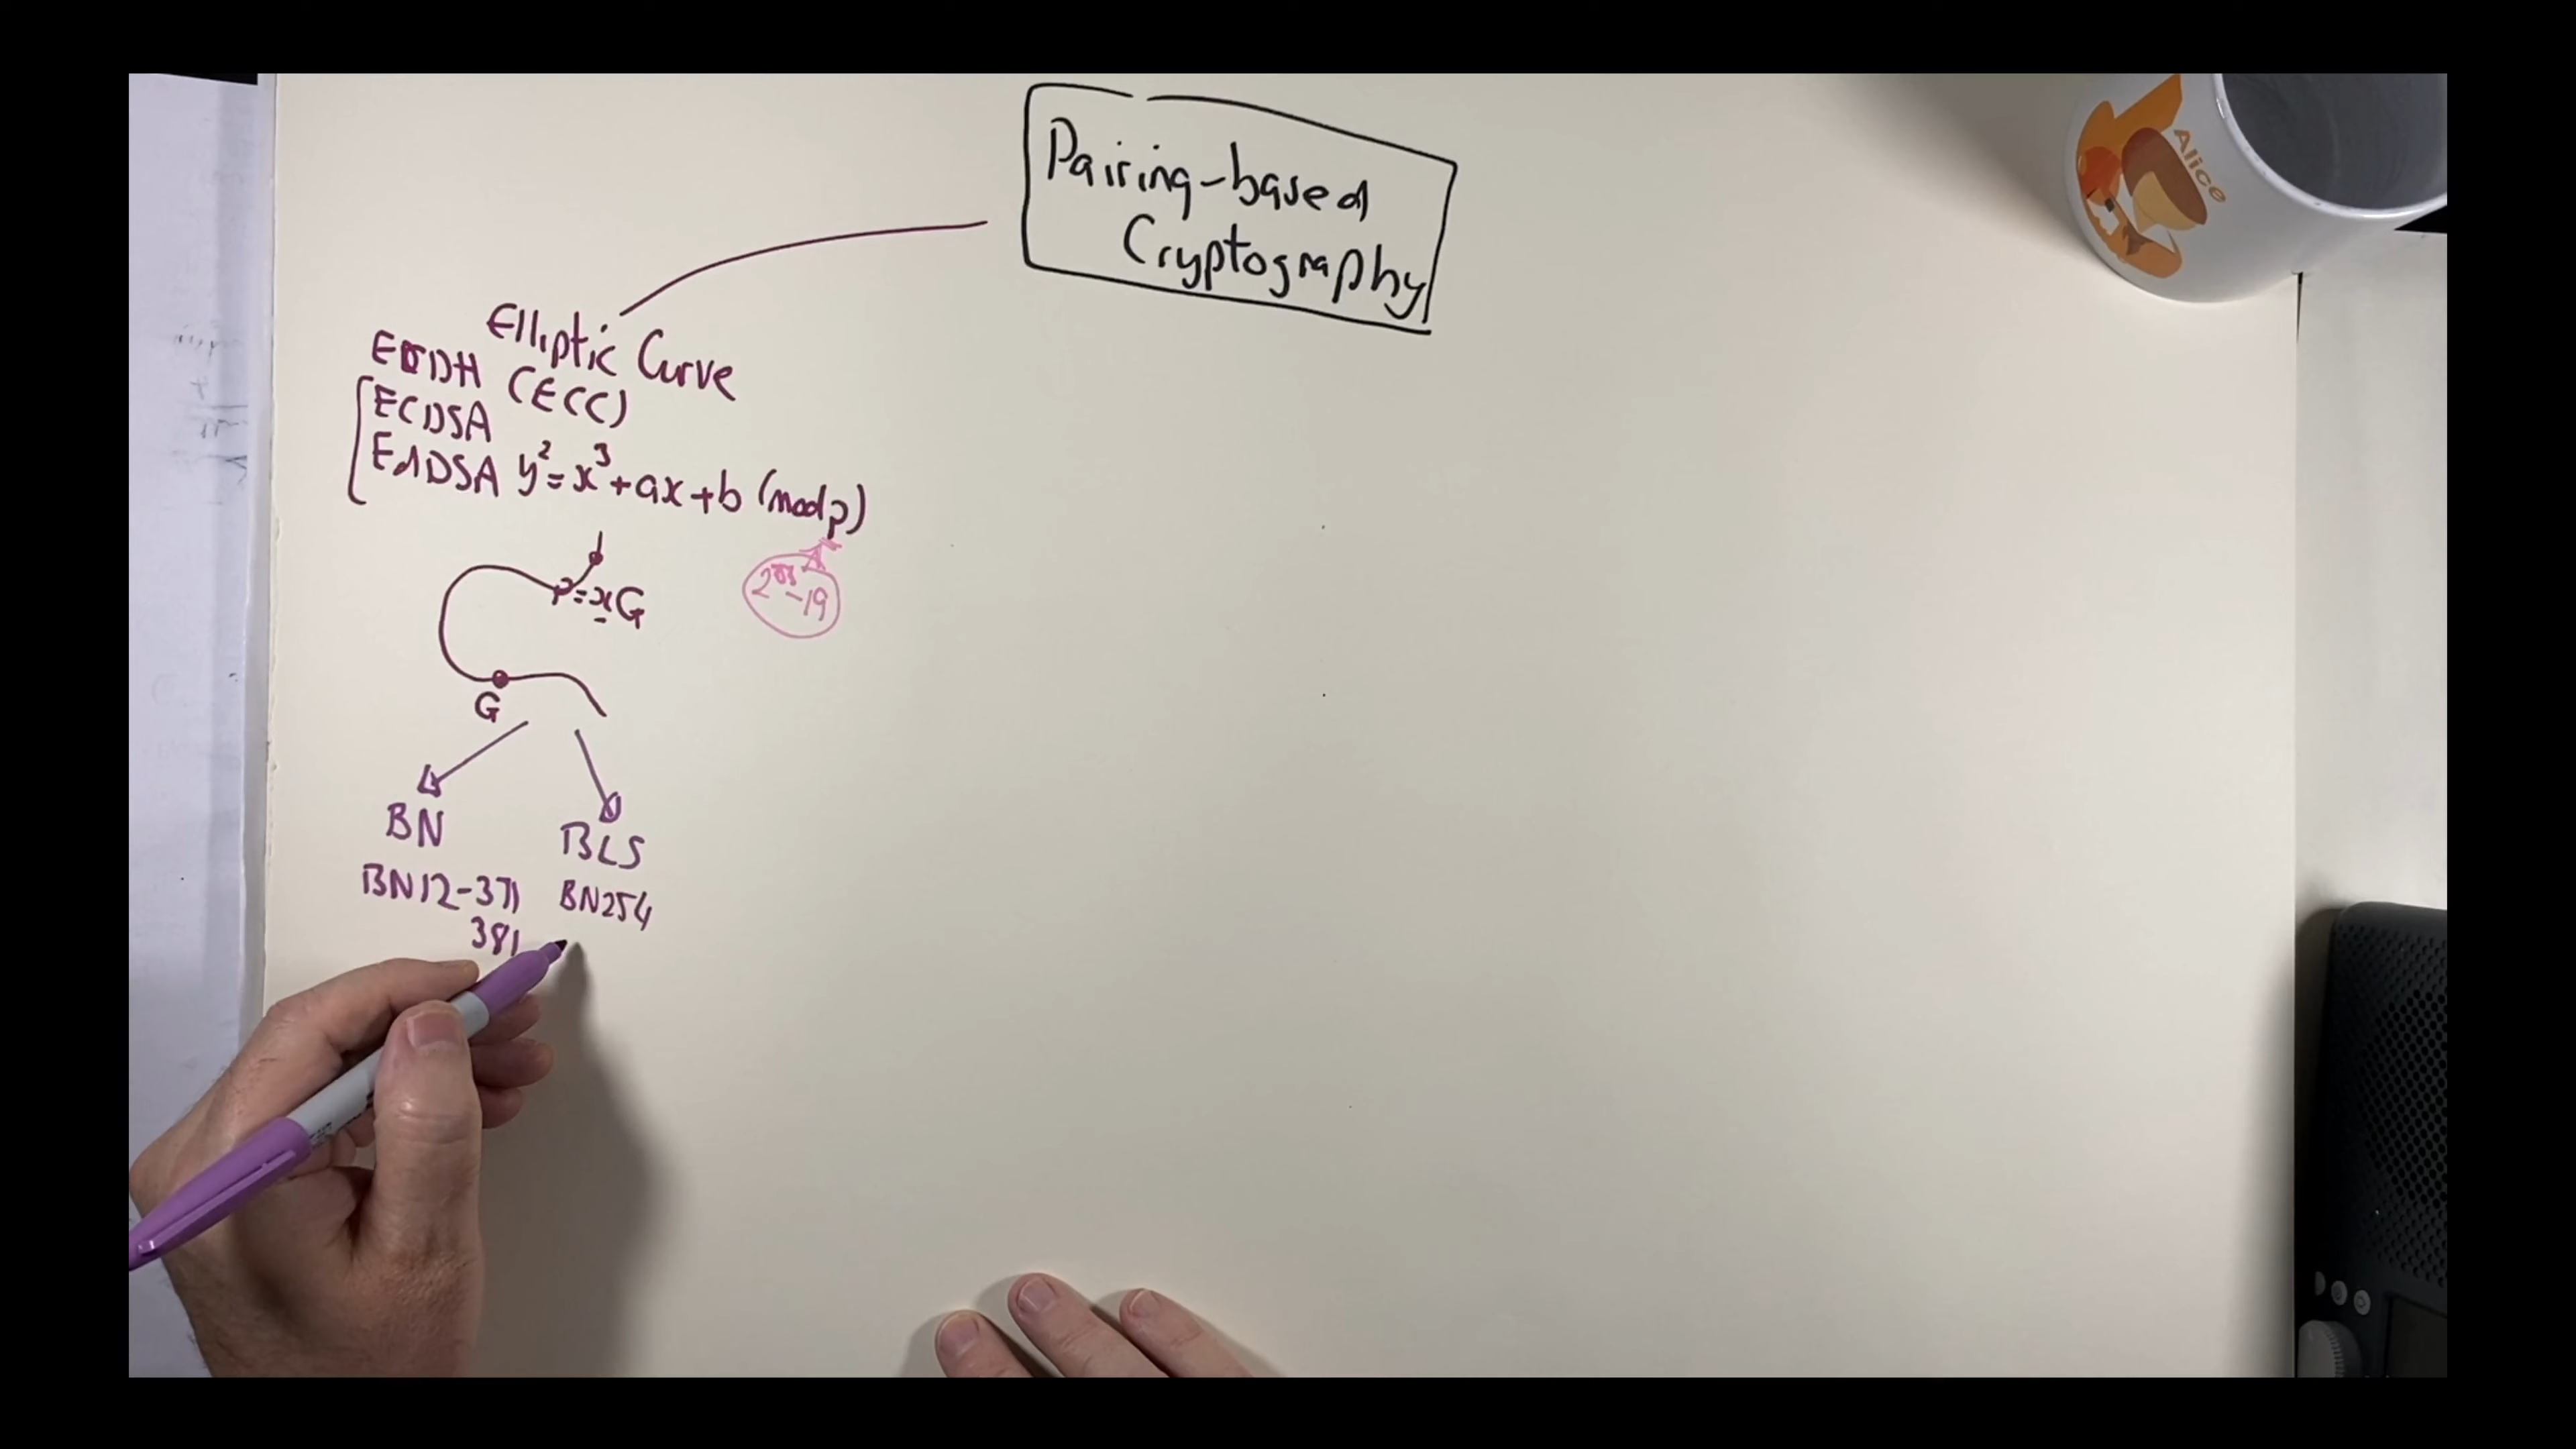 Pairing-based
Cryptography
Alice
Elliptic Curve
(ECC)
ECDH
ECDSA
EdDSA
y²=x³+ax+b (mod p)
2²⁵⁵-19
P=xG
G
BN
BLS
BN12-371
381
BN254